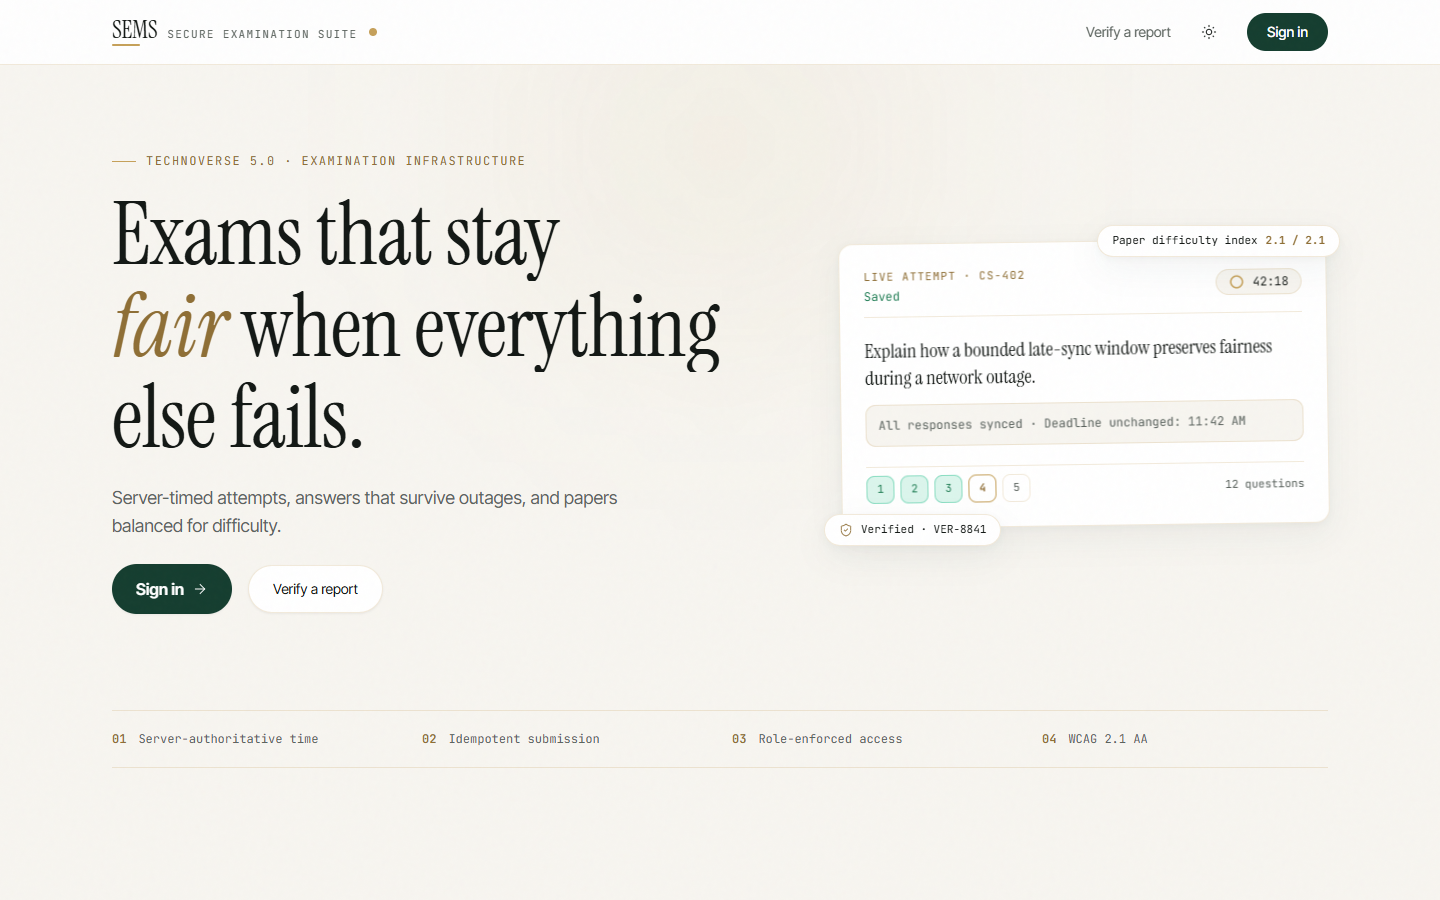 SEMS SECURE EXAMINATION SUITE
Verify a report
Sign in
TECHNOVERSE 5.0 · EXAMINATION INFRASTRUCTURE
Exams that stay
fair when everything
else fails.
Server-timed attempts, answers that survive outages, and papers
balanced for difficulty.
Sign in →
Verify a report
Paper difficulty index 2.1 / 2.1
LIVE ATTEMPT · CS-402
Saved
42:18
Explain how a bounded late-sync window preserves fairness
during a network outage.
All responses synced · Deadline unchanged: 11:42 AM
1 2 3 4 5
12 questions
Verified · VER-8841
01 Server-authoritative time
02 Idempotent submission
03 Role-enforced access
04 WCAG 2.1 AA